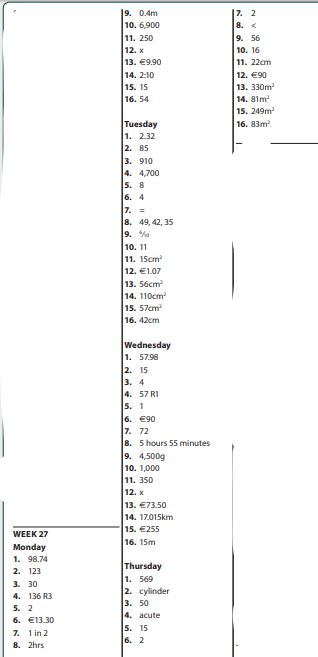 WEEK 27
Monday
1. 98.74
2. 123
3. 30
4. 136 R3
5. 2
6. €13.30
7. 1 in 2
8. 2hrs
9. 0.4m
10. 6,900
11. 250
12. x
13. €9.90
14. 2:10
15. 15
16. 54
Tuesday
1. 2.32
2. 85
3. 910
4. 4,700
5. 8
6. 4
7. =
8. 49, 42, 35
9. ⁶⁄₁₀
10. 11
11. 15cm²
12. €1.07
13. 56cm²
14. 110cm²
15. 57cm²
16. 42cm
Wednesday
1. 57.98
2. 15
3. 4
4. 57 R1
5. 1
6. €90
7. 72
8. 5 hours 55 minutes
9. 4,500g
10. 1,000
11. 350
12. x
13. €73.50
14. 17.015km
15. €255
16. 15m
Thursday
1. 569
2. cylinder
3. 50
4. acute
5. 15
6. 2
7. 2
8. <
9. 56
10. 16
11. 22cm
12. €90
13. 330m²
14. 81m²
15. 249m²
16. 83m²